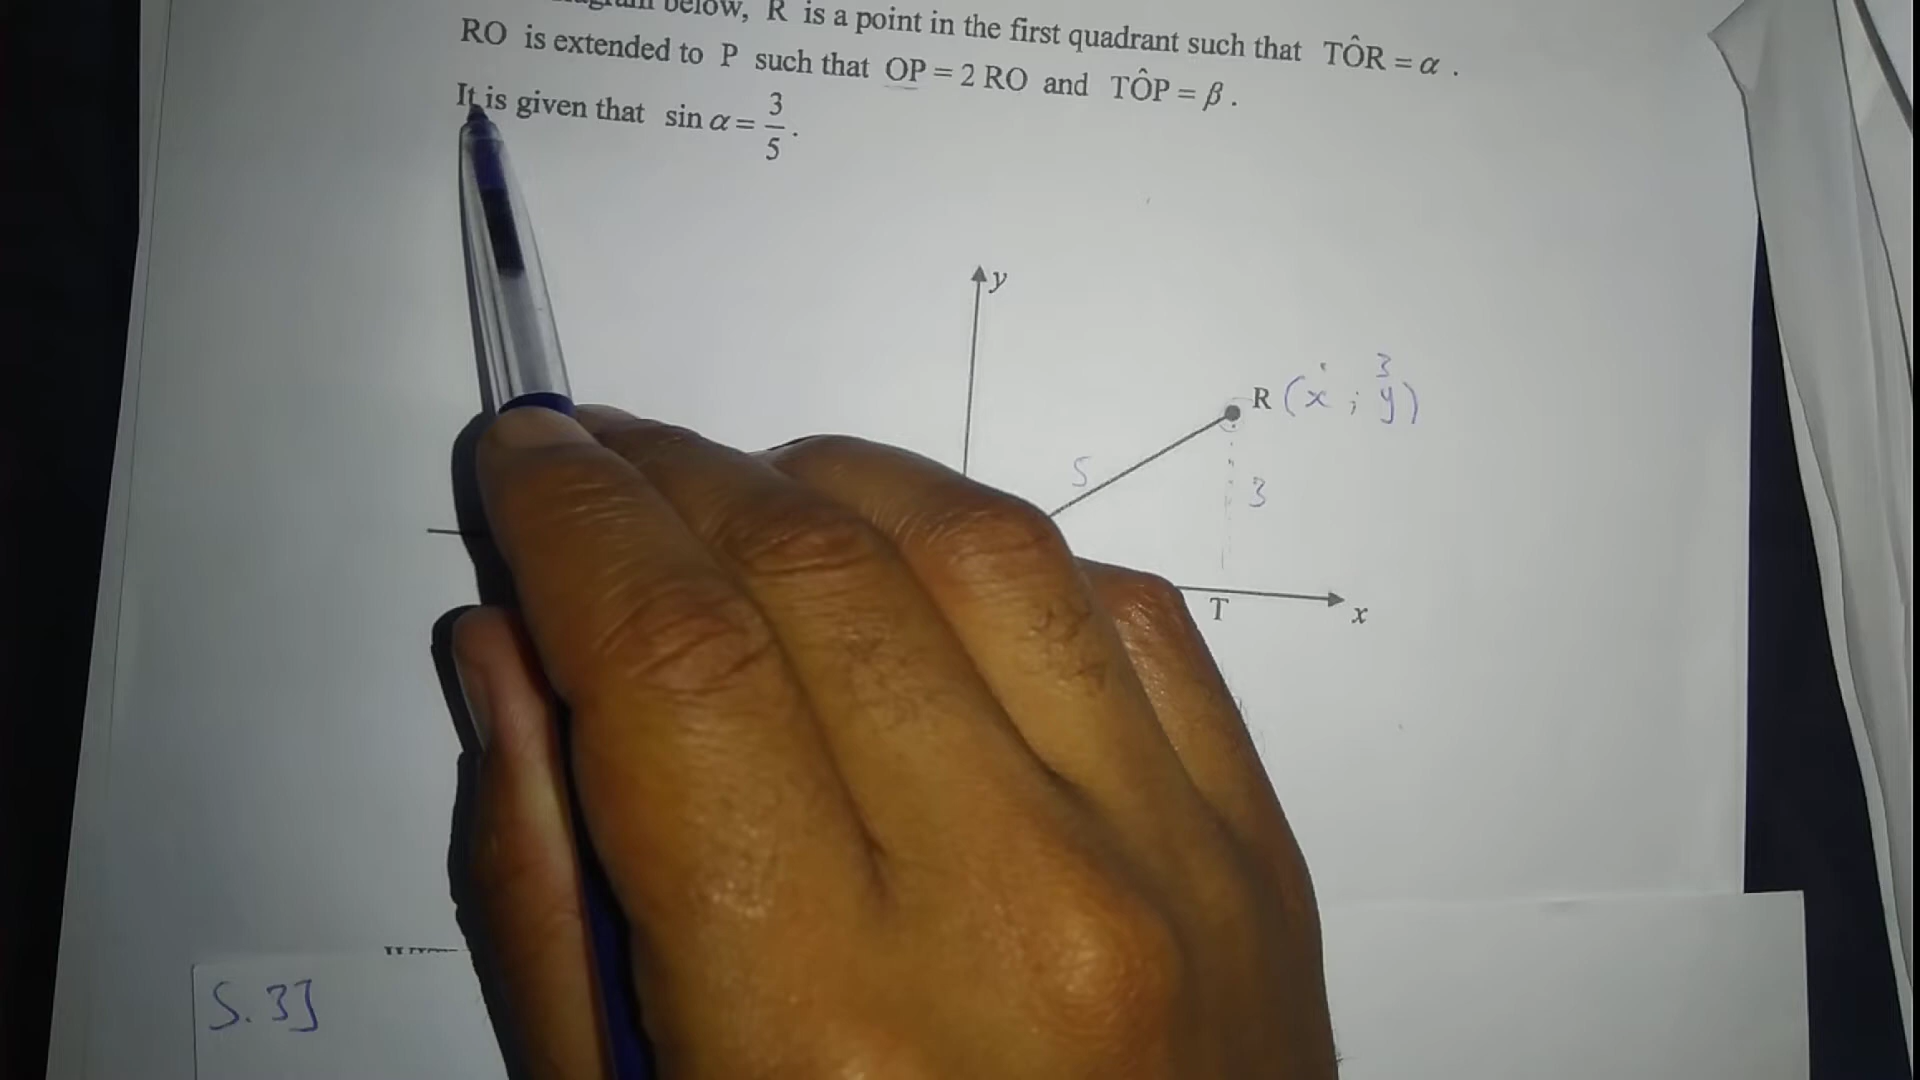 below, R is a point in the first quadrant such that TÔR = α .
RO is extended to P such that OP = 2 RO and TÔP = β .
It is given that sin α = 3/5 .
y
3
R (x ; y)
5
3
T
x
5.3]